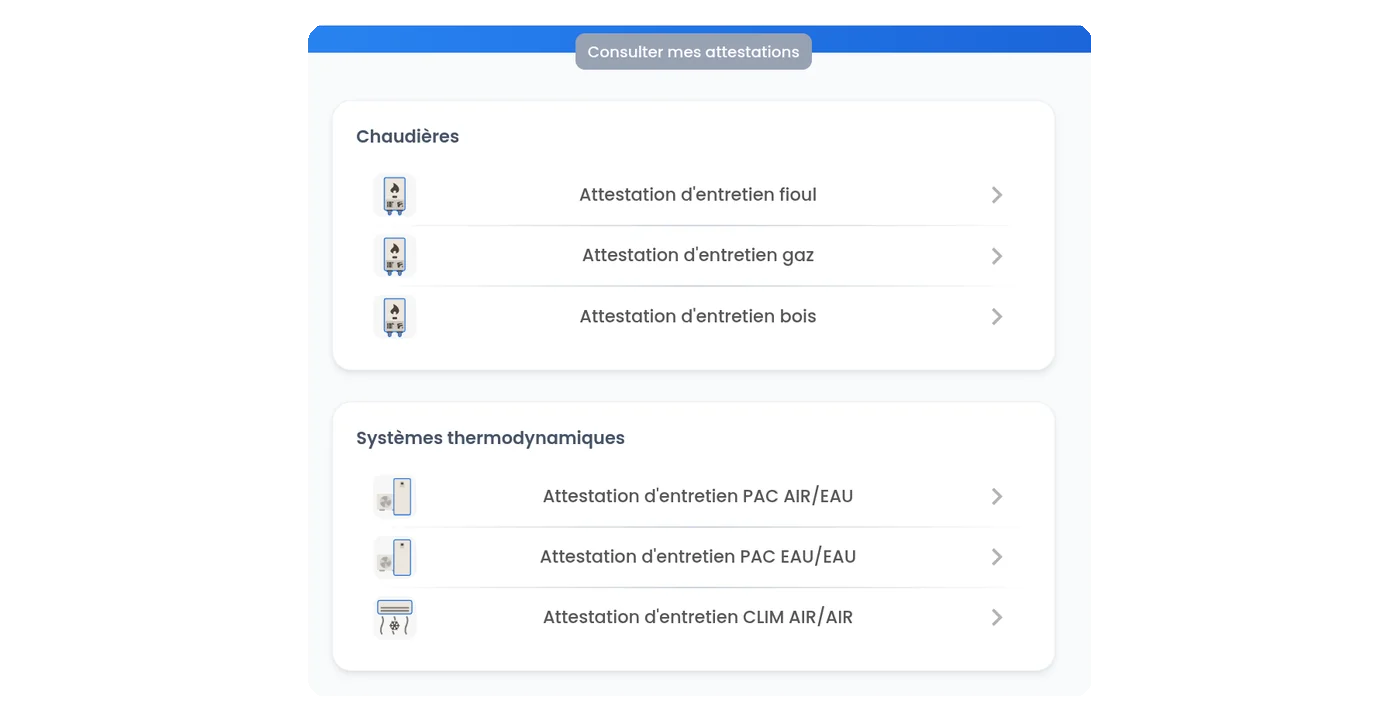 Consulter mes attestations
Chaudières
Attestation d'entretien fioul
Attestation d'entretien gaz
Attestation d'entretien bois
Systèmes thermodynamiques
Attestation d'entretien PAC AIR/EAU
Attestation d'entretien PAC EAU/EAU
Attestation d'entretien CLIM AIR/AIR